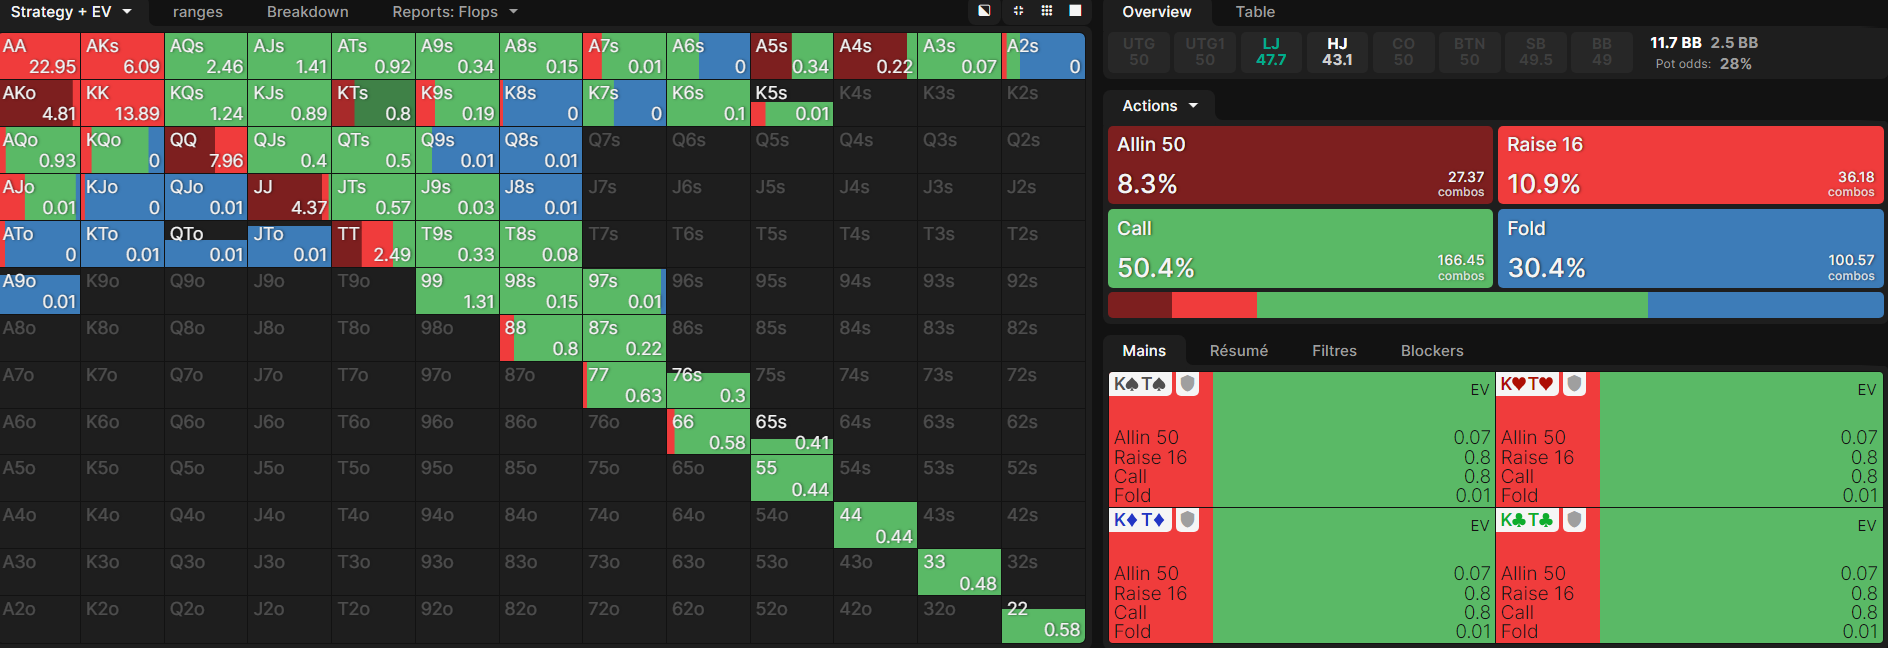 Strategy + EV ranges Breakdown Reports: Flops
AA AKs AQs AJs ATs A9s A8s A7s A6s A5s A4s A3s A2s
22.95 6.09 2.46 1.41 0.92 0.34 0.15 0.01 0 0.34 0.22 0.07 0
AKo KK KQs KJs KTs K9s K8s K7s K6s K5s K4s K3s K2s
4.81 13.89 1.24 0.89 0.8 0.19 0 0 0.1 0.01
AQo KQo QQ QJs QTs Q9s Q8s Q7s Q6s Q5s Q4s Q3s Q2s
0.93 0 7.96 0.4 0.5 0.01 0.01
AJo KJo QJo JJ JTs J9s J8s J7s J6s J5s J4s J3s J2s
0.01 0 0.01 4.37 0.57 0.03 0.01
ATo KTo QTo JTo TT T9s T8s T7s T6s T5s T4s T3s T2s
0 0.01 0.01 0.01 2.49 0.33 0.08
A9o K9o Q9o J9o T9o 99 98s 97s 96s 95s 94s 93s 92s
0.01 1.31 0.15 0.01
A8o K8o Q8o J8o T8o 98o 88 87s 86s 85s 84s 83s 82s
0.8 0.22
A7o K7o Q7o J7o T7o 97o 87o 77 76s 75s 74s 73s 72s
0.63 0.3
A6o K6o Q6o J6o T6o 96o 86o 76o 66 65s 64s 63s 62s
0.58 0.41
A5o K5o Q5o J5o T5o 95o 85o 75o 65o 55 54s 53s 52s
0.44
A4o K4o Q4o J4o T4o 94o 84o 74o 64o 54o 44 43s 42s
0.44
A3o K3o Q3o J3o T3o 93o 83o 73o 63o 53o 43o 33 32s
0.48
A2o K2o Q2o J2o T2o 92o 82o 72o 62o 52o 42o 32o 22
0.58
Overview Table
UTG UTG1 LJ HJ CO BTN SB BB 11.7 BB 2.5 BB
50 50 47.7 43.1 50 50 49.5 49 Pot odds: 28%
Actions
Allin 50 Raise 16
8.3% 27.37 combos 10.9% 36.18 combos
Call Fold
50.4% 166.45 combos 30.4% 100.57 combos
Mains Résumé Filtres Blockers
K♠T♠ EV K♥T♥ EV
Allin 50 0.07 Allin 50 0.07
Raise 16 0.8 Raise 16 0.8
Call 0.8 Call 0.8
Fold 0.01 Fold 0.01
K♦T♦ EV K♣T♣ EV
Allin 50 0.07 Allin 50 0.07
Raise 16 0.8 Raise 16 0.8
Call 0.8 Call 0.8
Fold 0.01 Fold 0.01